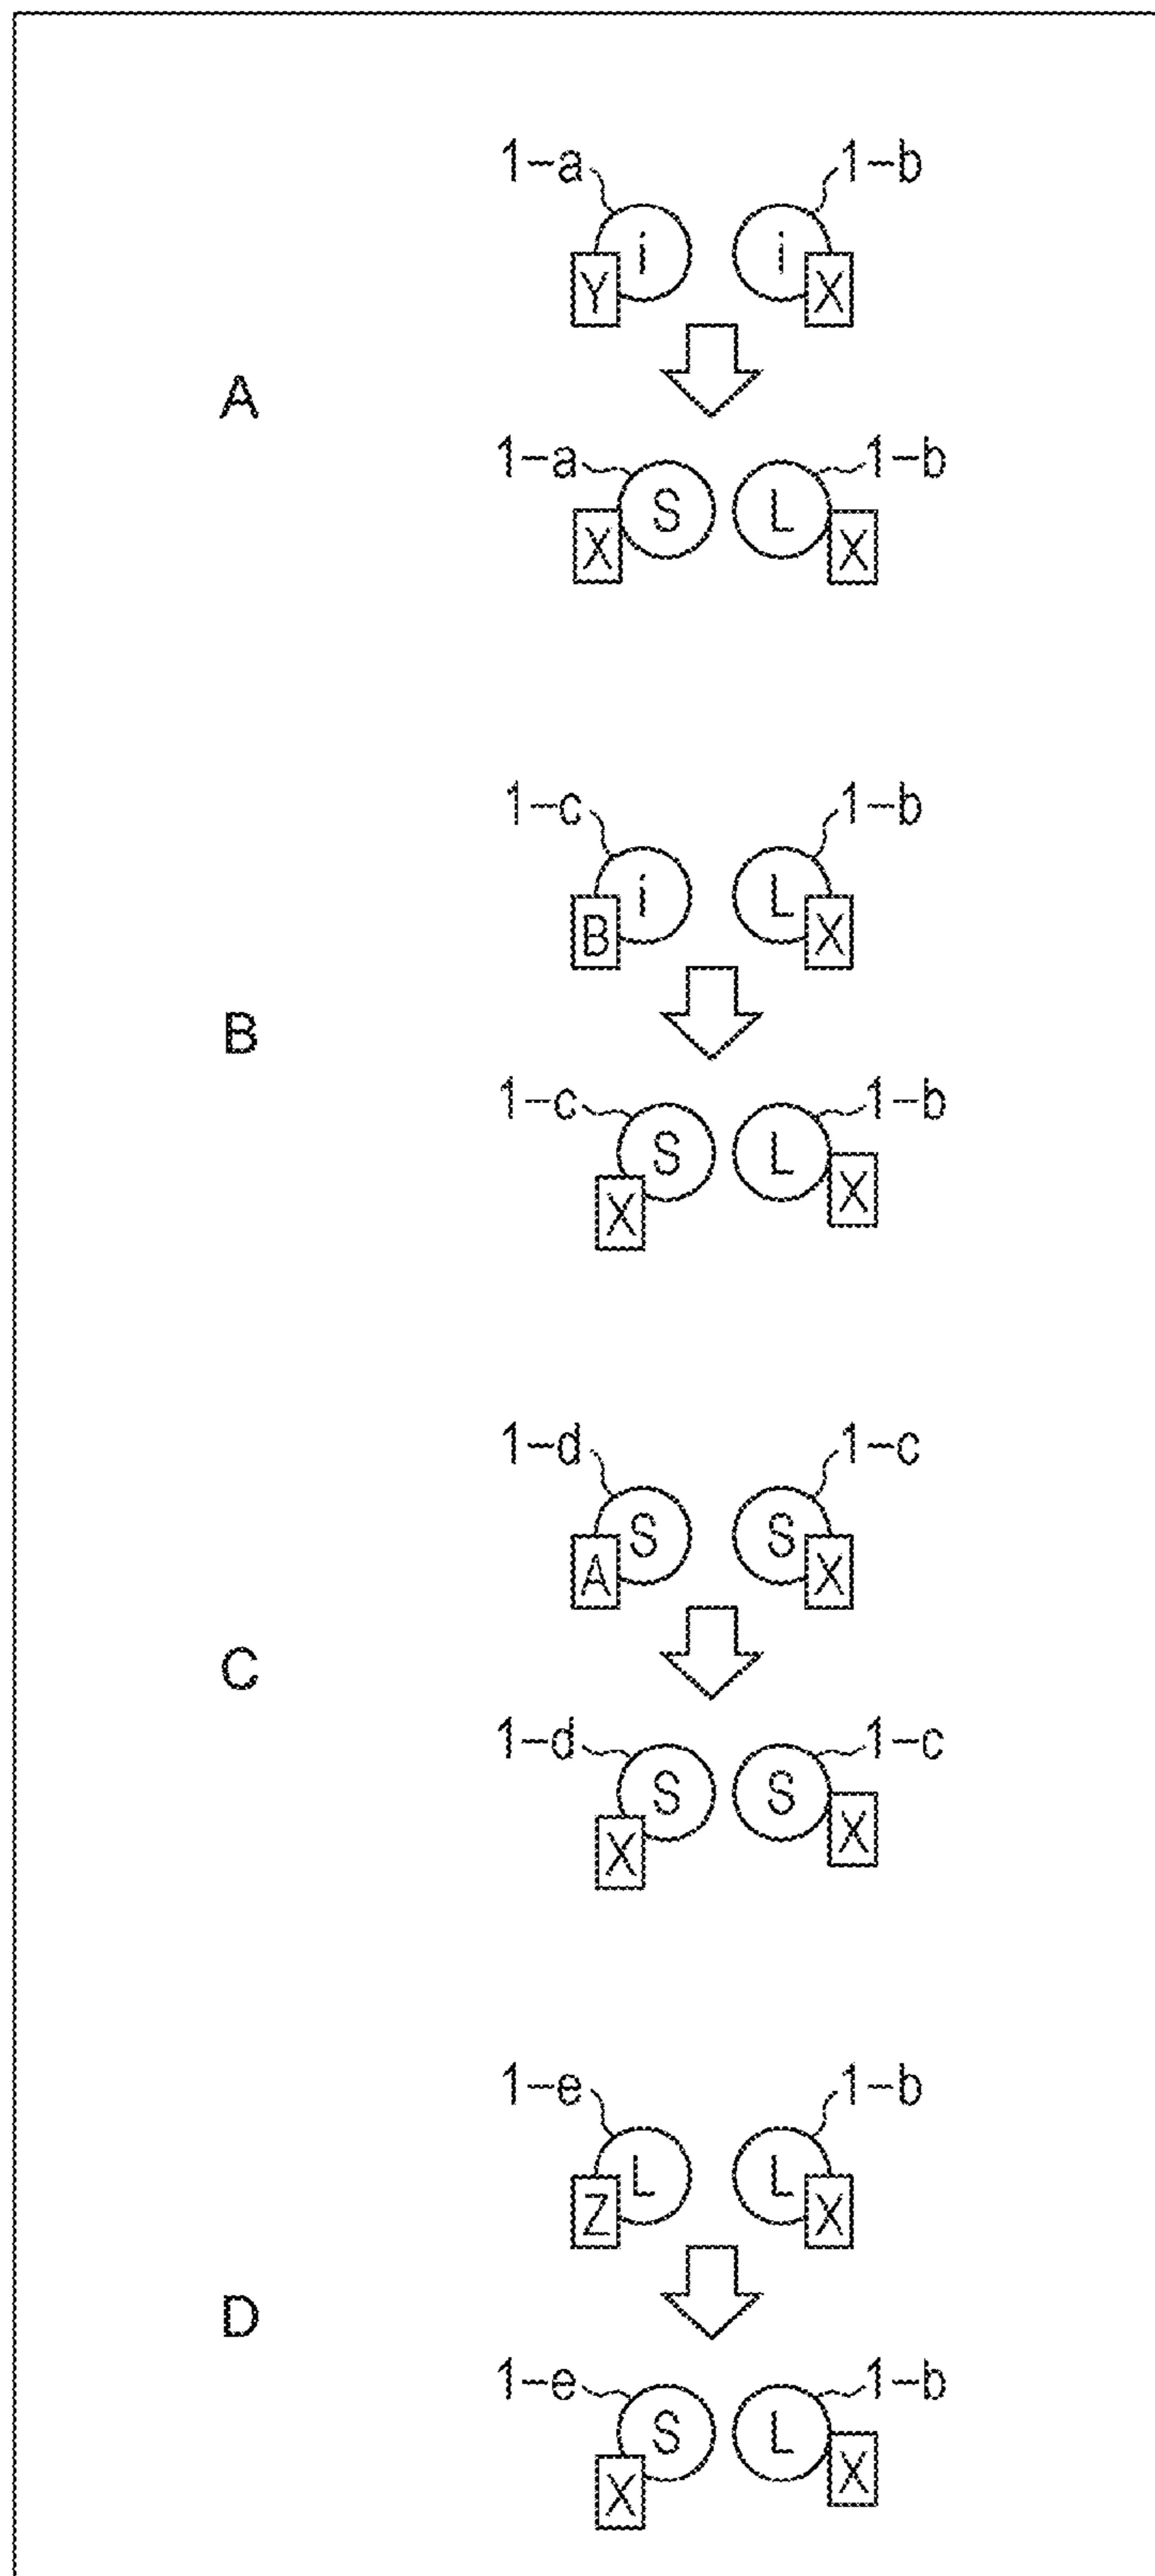 1-a 1-b
i i
Y X
A
1-a 1-b
S L
X X
1-c 1-b
i L
B X
B
1-c 1-b
S L
X X
1-d 1-c
S S
A X
C
1-d 1-c
S S
X X
1-e 1-b
L L
Z X
D
1-e 1-b
S L
X X